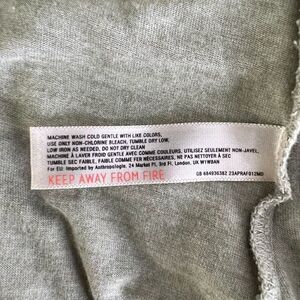 MACHINE WASH COLD GENTLE WITH LIKE COLORS,
USE ONLY NON-CHLORINE BLEACH, TUMBLE DRY LOW,
LOW IRON AS NEEDED, DO NOT DRY CLEAN
MACHINE À LAVER FROID GENTLE AVEC COMME COULEURS, UTILISEZ SEULEMENT NON-JAVEL,
TUMBLE SEC FAIBLE, FAIBLE COMME FER NÉCESSAIRES, NE PAS NETTOYER À SEC
For EU: Imported by Anthropologie, 24 Market Pl, 3rd Fl, London, UK W1W8AN
KEEP AWAY FROM FIRE
GB 684936382 23APRAF012MD